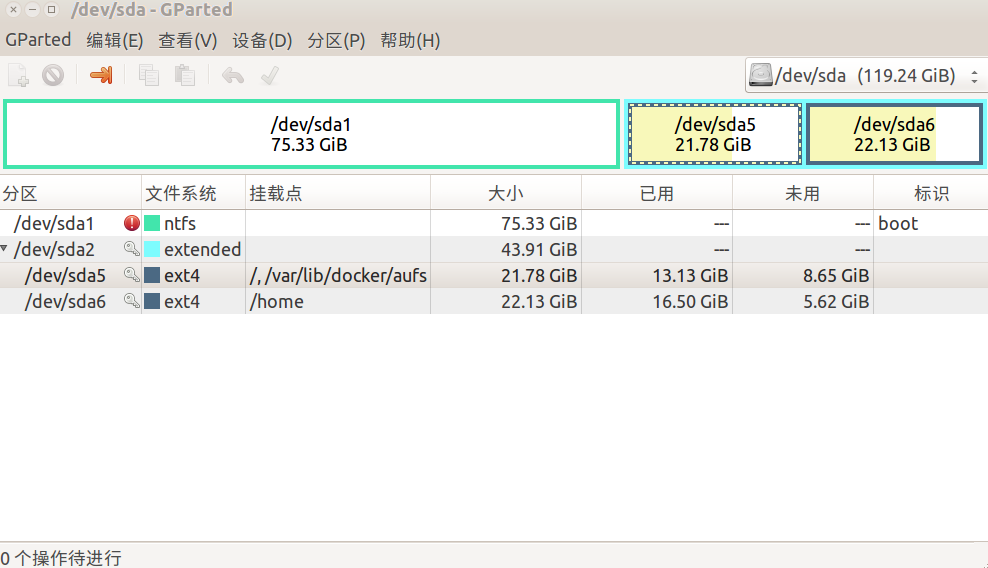 /dev/sda - GParted
GParted 编辑(E) 查看(V) 设备(D) 分区(P) 帮助(H)
/dev/sda (119.24 GiB)
/dev/sda1
75.33 GiB
/dev/sda5
21.78 GiB
/dev/sda6
22.13 GiB
分区 文件系统 挂载点 大小 已用 未用 标识
/dev/sda1 ntfs 75.33 GiB --- --- boot
/dev/sda2 extended 43.91 GiB --- ---
/dev/sda5 ext4 /, /var/lib/docker/aufs 21.78 GiB 13.13 GiB 8.65 GiB
/dev/sda6 ext4 /home 22.13 GiB 16.50 GiB 5.62 GiB
0 个操作待进行